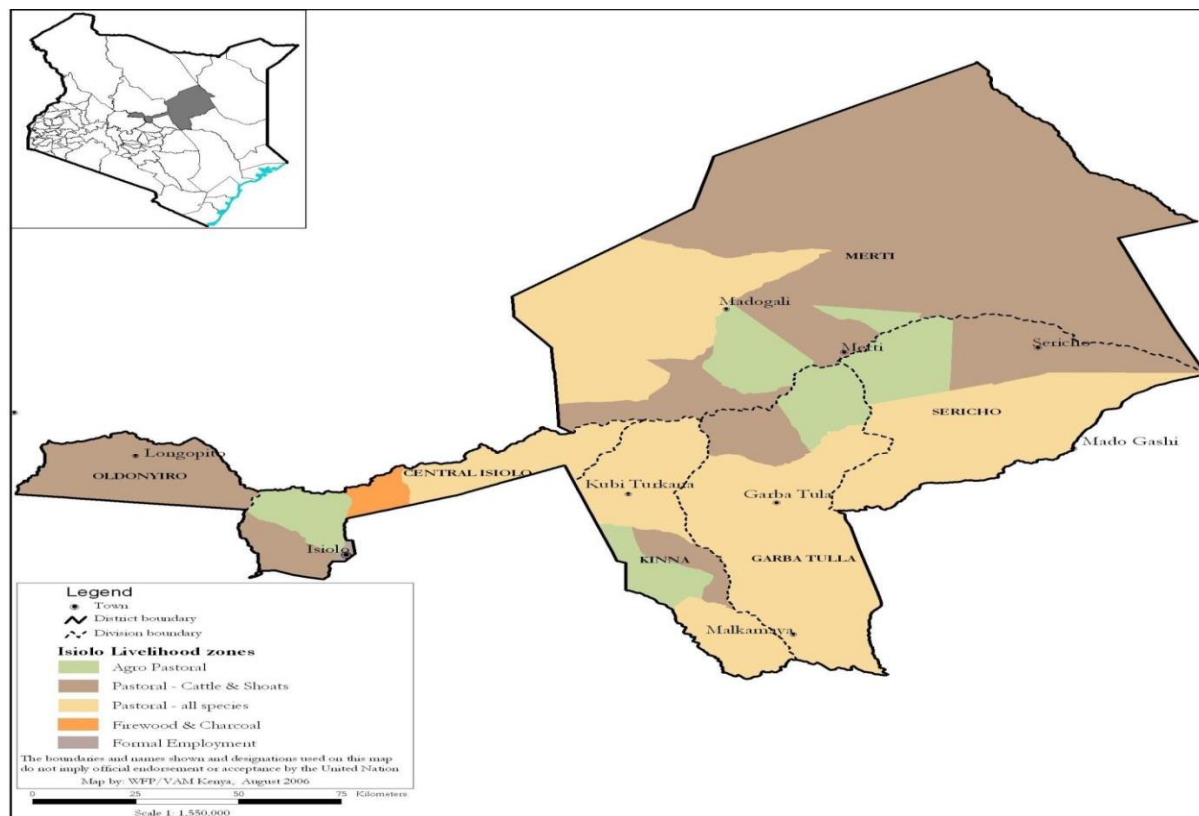 MERTI
Madogali
Merti
Sericho
SERICHO
Mado Gashi
Longopito
OLDONYIRO
CENTRAL ISIOLO
Kubi Turkana
Garba Tula
Isiolo
KINNA
GARBA TULLA
Malkamaya
Legend
Town
District boundary
Division boundary
Isiolo Livelihood zones
Agro Pastoral
Pastoral - Cattle & Shoats
Pastoral - all species
Firewood & Charcoal
Formal Employment
The boundaries and names shown and designations used on this map
do not imply official endorsement or acceptance by the United Nation
Map by: WFP/VAM Kenya, August 2006
0 25 50 75 Kilometers
Scale 1: 1,550,000